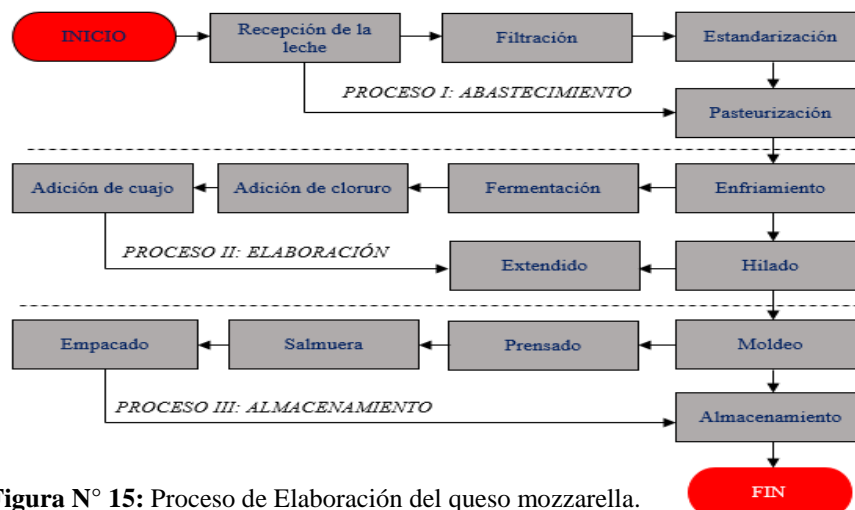 INICIO
Recepción de la
leche
Filtración
Estandarización
PROCESO I: ABASTECIMIENTO
Pasteurización
Adición de cuajo
Adición de cloruro
Fermentación
Enfriamiento
PROCESO II: ELABORACIÓN
Extendido
Hilado
Empacado
Salmuera
Prensado
Moldeo
PROCESO III: ALMACENAMIENTO
Almacenamiento
FIN
Figura N° 15: Proceso de Elaboración del queso mozzarella.